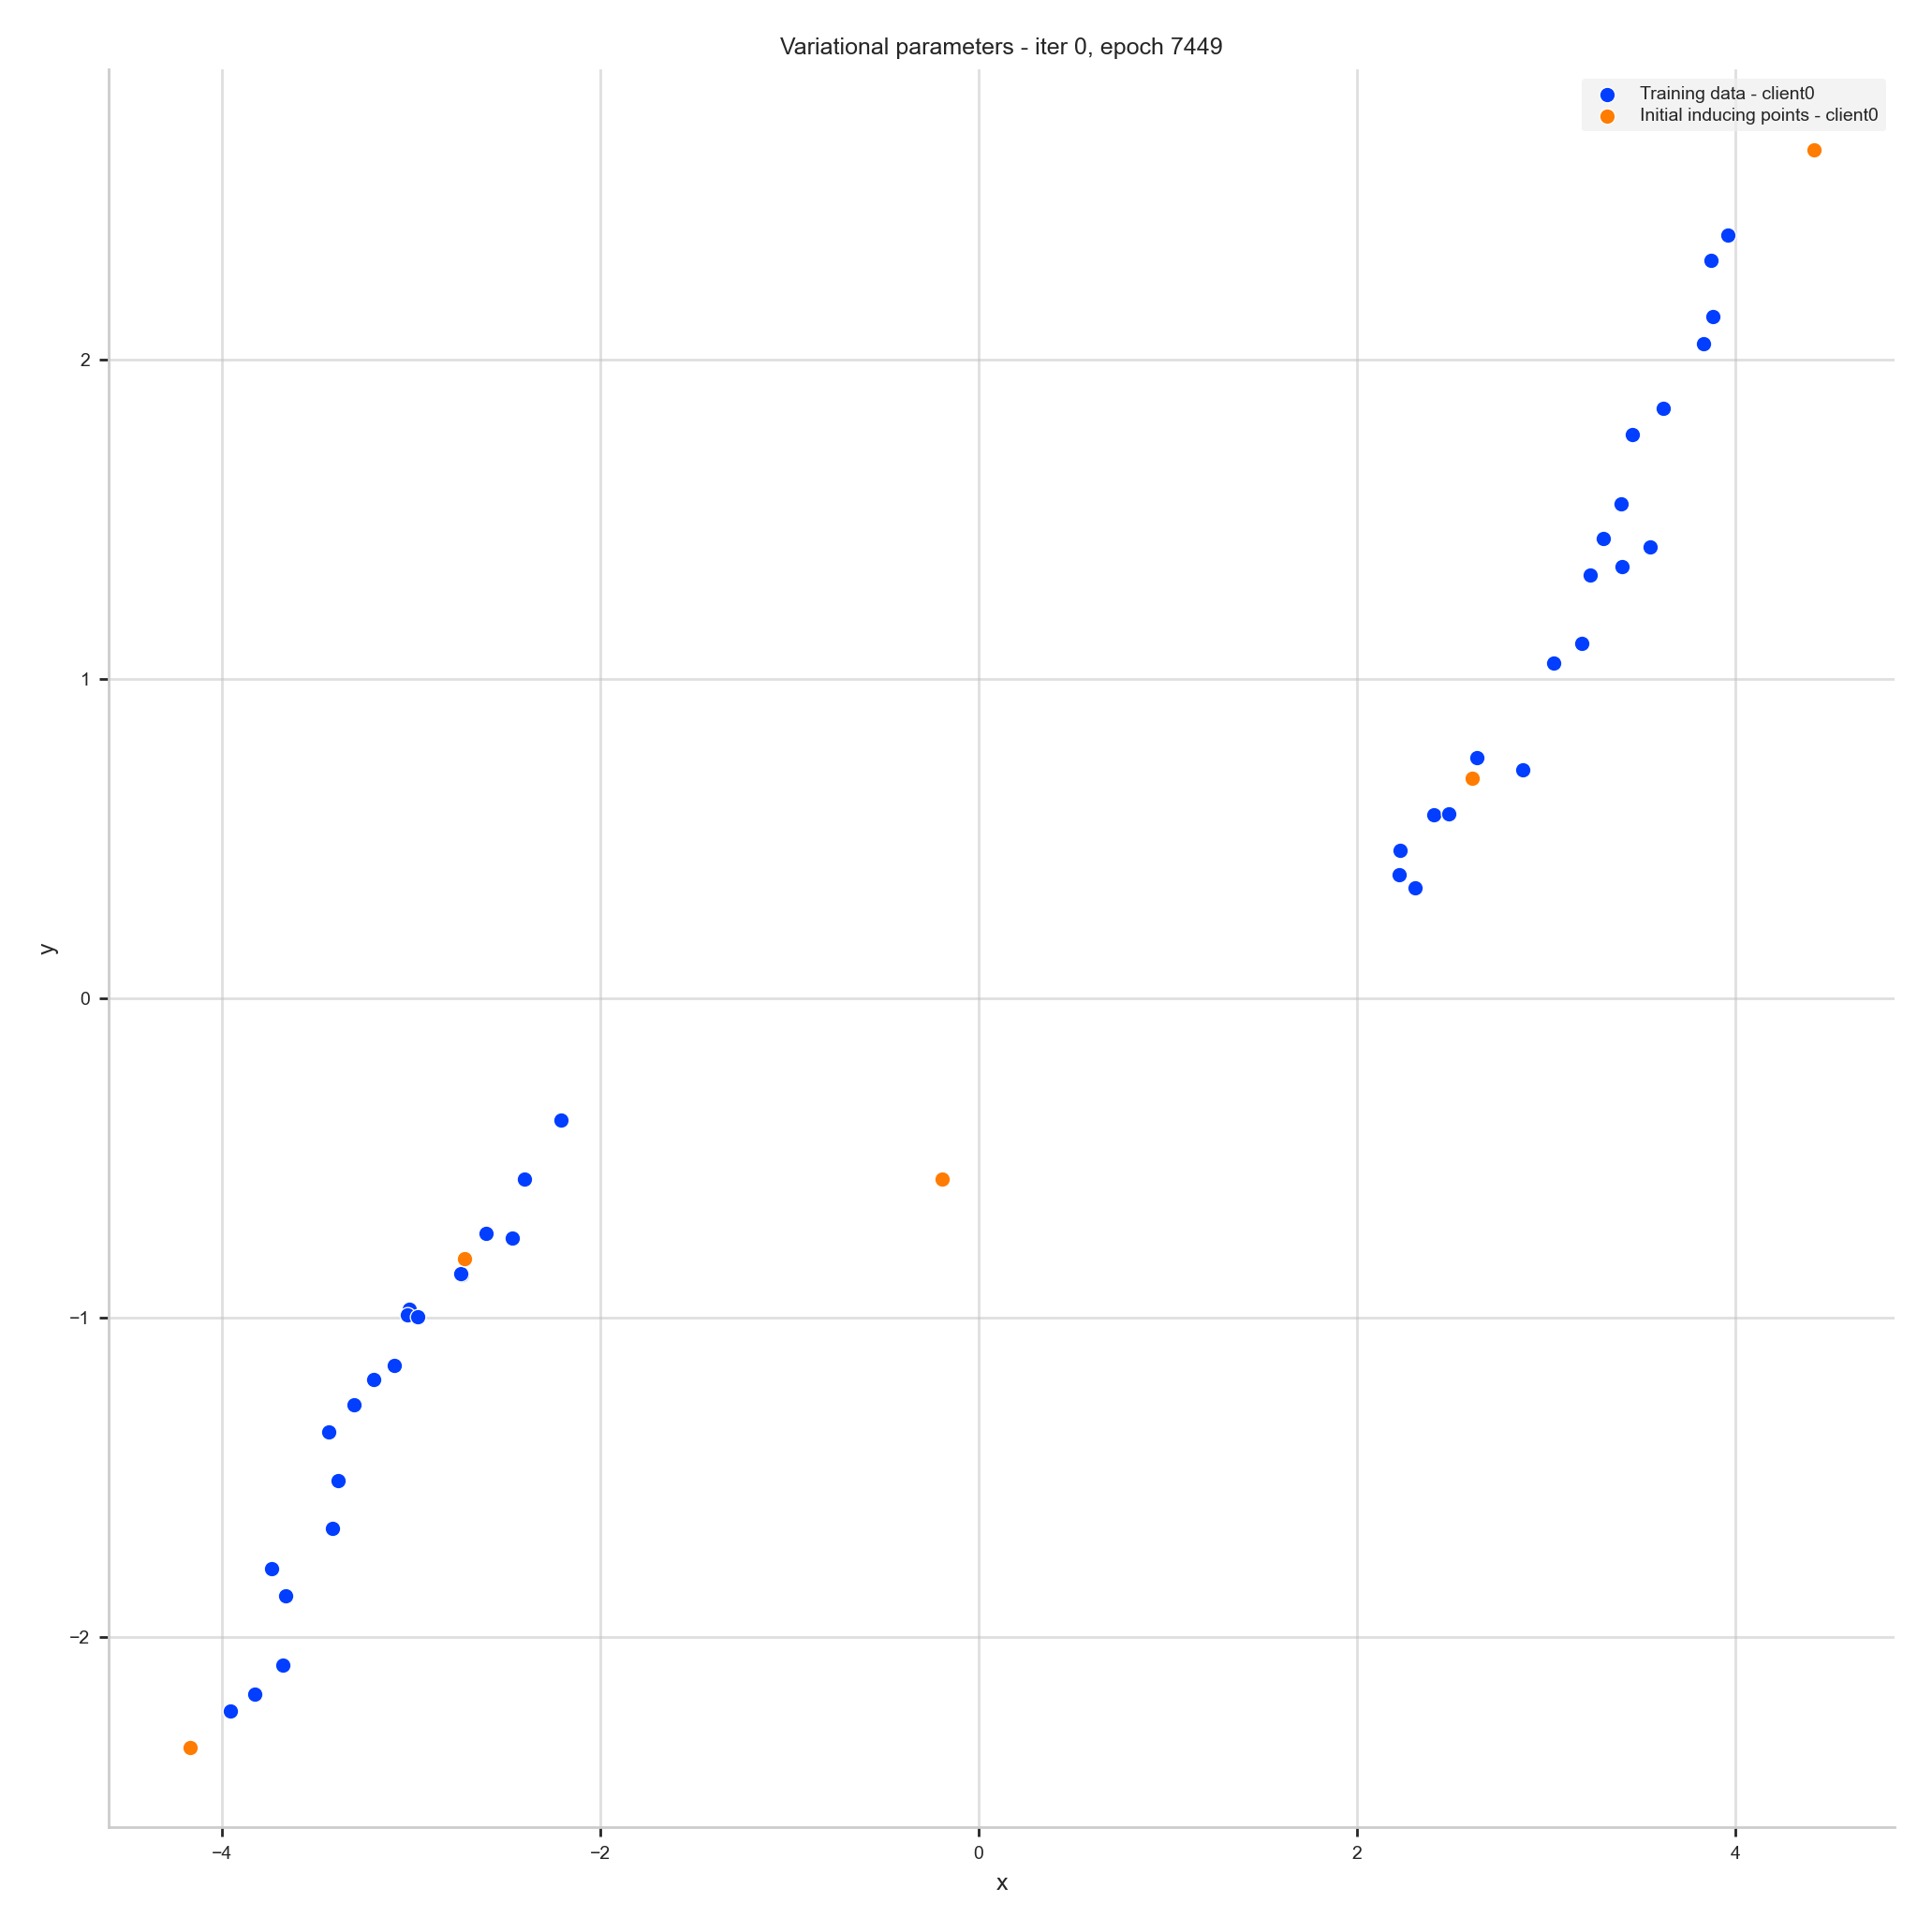 Variational parameters - iter 0, epoch 7449
Training data - client0
Initial inducing points - client0
2
1
0
−1
−2
y
−4 −2 0 2 4
x